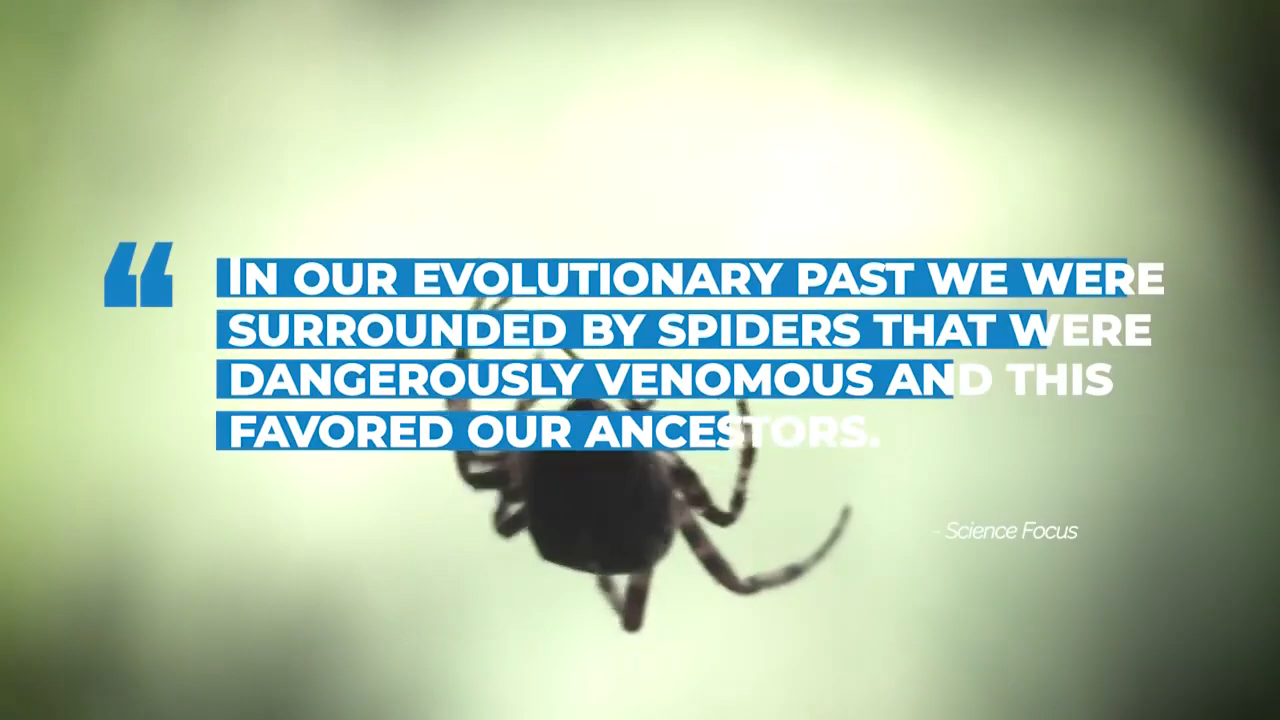 “
IN OUR EVOLUTIONARY PAST WE WERE
SURROUNDED BY SPIDERS THAT WERE
DANGEROUSLY VENOMOUS AND THIS
FAVORED OUR ANCESTORS.
- Science Focus